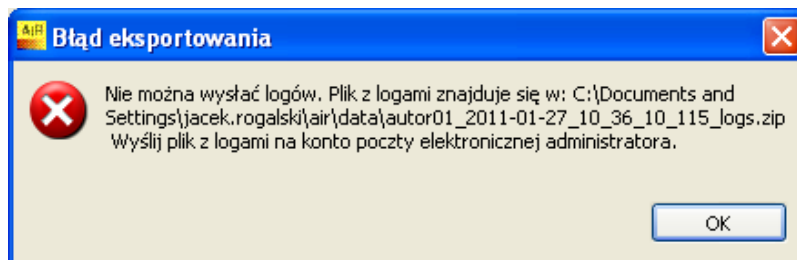 AIR Błąd eksportowania
Nie można wysłać logów. Plik z logami znajduje się w: C:\Documents and
Settings\jacek.rogalski\air\data\autor01_2011-01-27_10_36_10_115_logs.zip
Wyślij plik z logami na konto poczty elektronicznej administratora.
OK